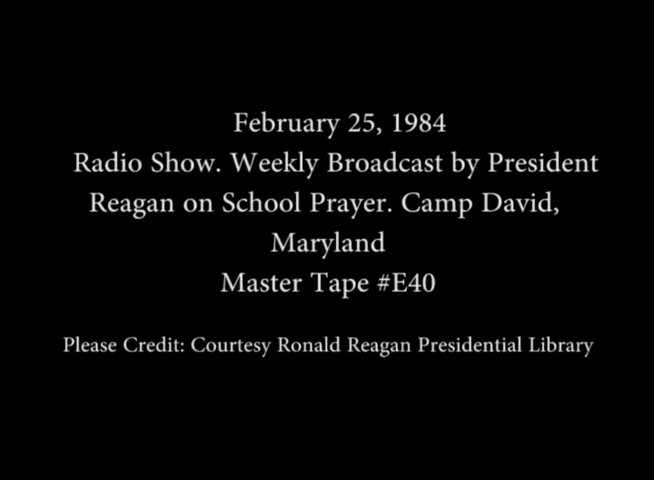 February 25, 1984
Radio Show. Weekly Broadcast by President
Reagan on School Prayer. Camp David,
Maryland
Master Tape #E40
Please Credit: Courtesy Ronald Reagan Presidential Library